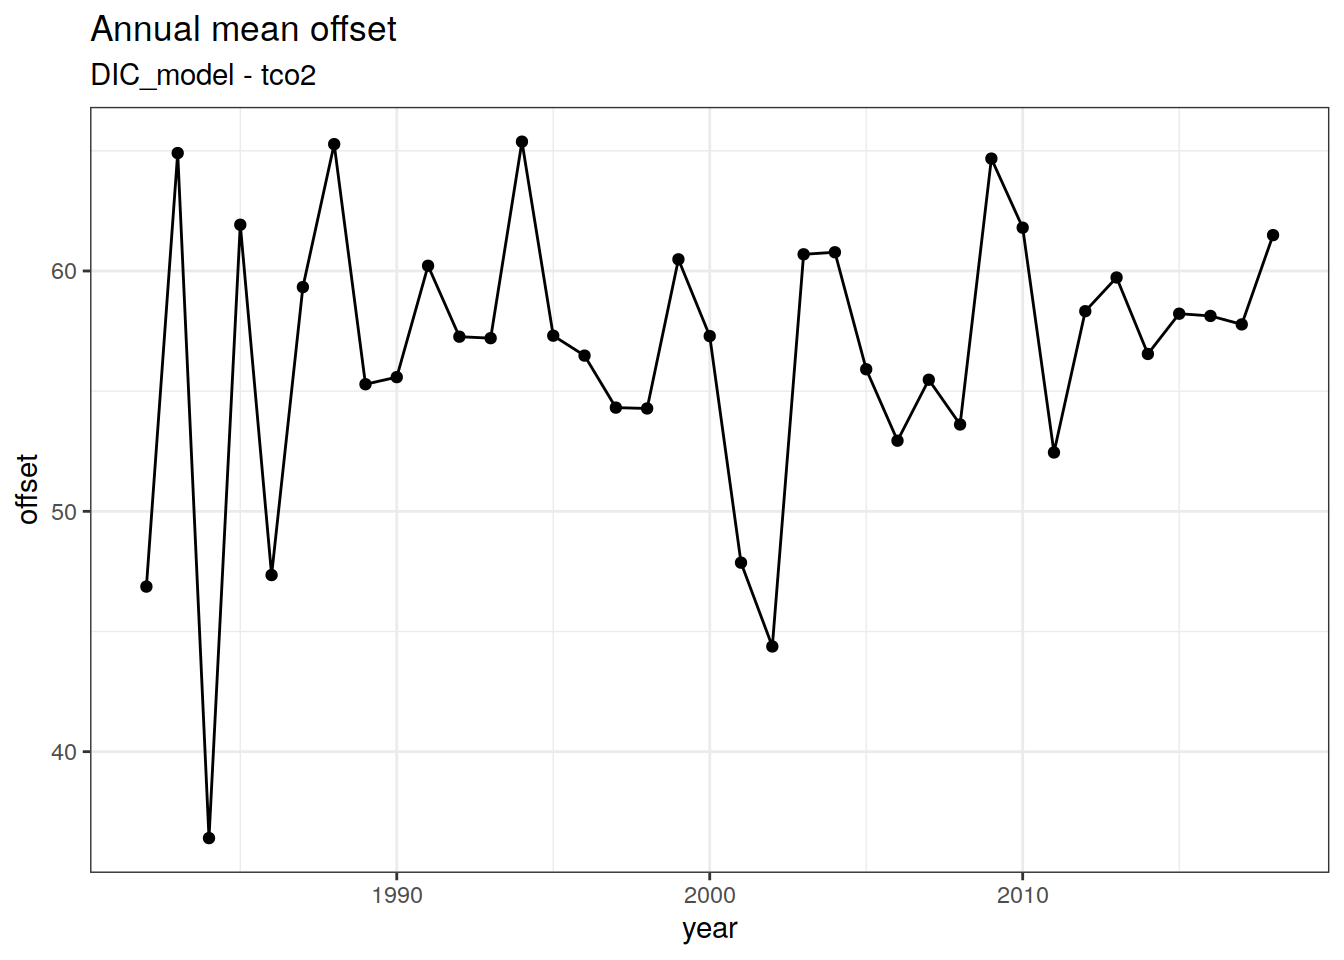 Annual mean offset
DIC_model - tco2
60
50
40
offset
1990 2000 2010
year